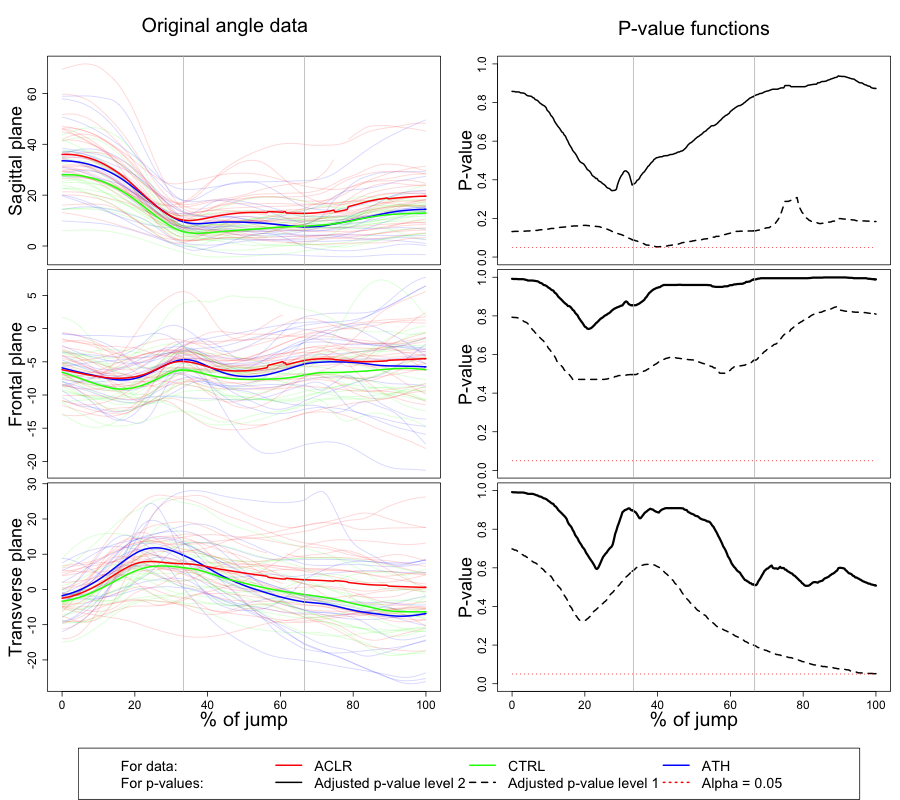 Original angle data
P-value functions
Sagittal plane
0 20 40 60
P-value
0.0 0.2 0.4 0.6 0.8 1.0
Frontal plane
-20 -15 -10 -5 0 5
P-value
0.0 0.2 0.4 0.6 0.8 1.0
Transverse plane
-20 -10 0 10 20 30
P-value
0.0 0.2 0.4 0.6 0.8 1.0
0 20 40 60 80 100
0 20 40 60 80 100
% of jump
% of jump
For data: ACLR CTRL ATH
For p-values: Adjusted p-value level 2 Adjusted p-value level 1 Alpha = 0.05